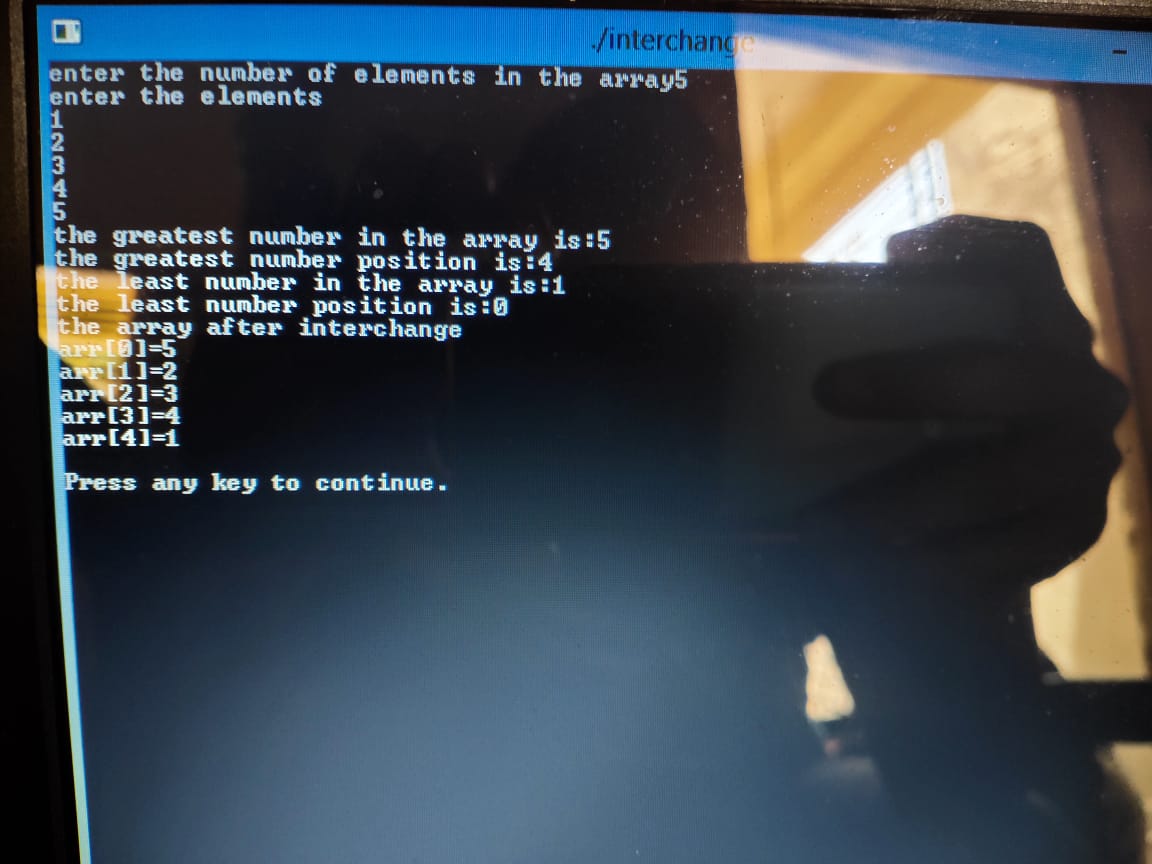 ./interchange
enter the number of elements in the array5
enter the elements
1
2
3
4
5
the greatest number in the array is:5
the greatest number position is:4
the least number in the array is:1
the least number position is:0
the array after interchange
arr[0]=5
arr[1]=2
arr[2]=3
arr[3]=4
arr[4]=1
Press any key to continue.